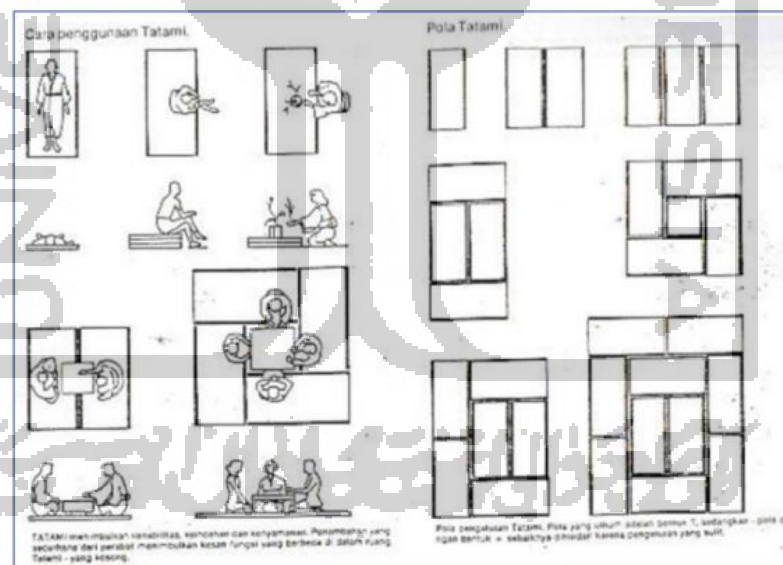 Cara penggunaan Tatami.
Pola Tatami.
TATAMI menimbulkan keindahan dan kenyamanan. Penambahan yang
sederhana dari perabot menimbulkan kesan fungsi yang berbeda di dalam ruang
Tatami - yang kosong.
Pola pengaturan Tatami. Pola yang umum adalah bentuk T, sedangkan - pola
ngan bentuk + sebaiknya dihindari karena pengaturan yang sulit.